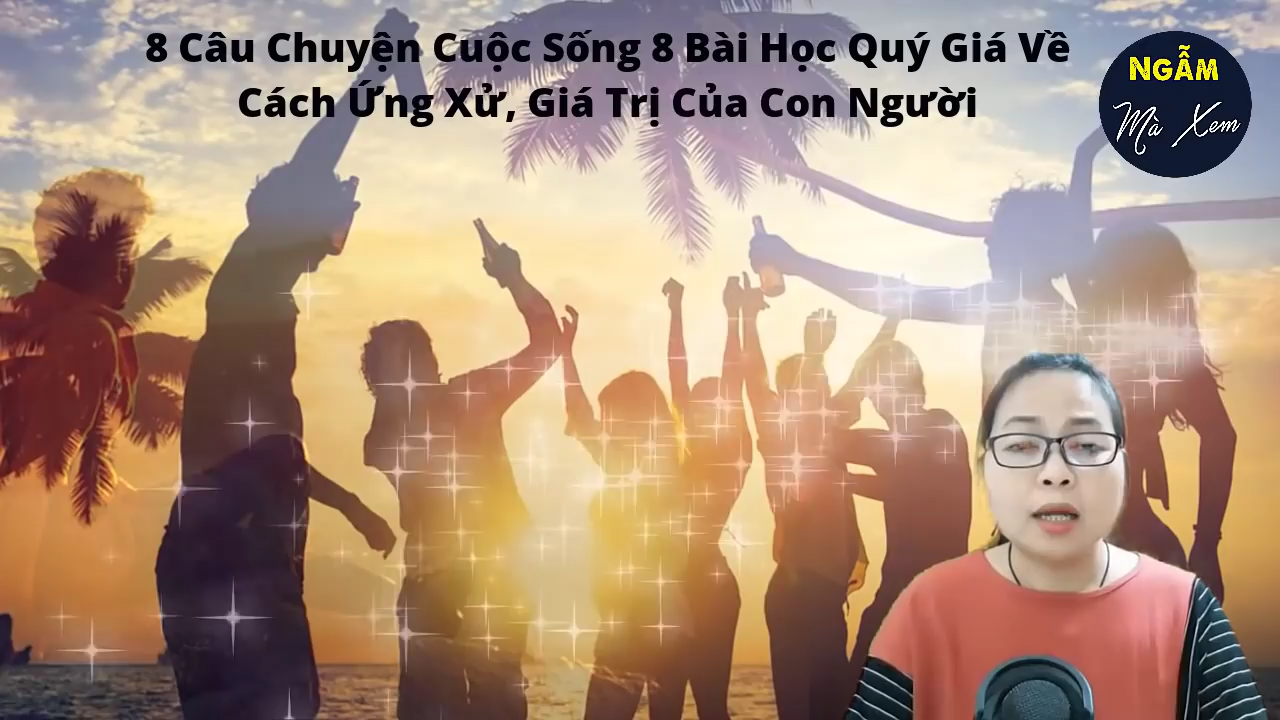 8 Câu Chuyện Cuộc Sống 8 Bài Học Quý Giá Về
Cách Ứng Xử, Giá Trị Của Con Người
NGẪM
Mà Xem